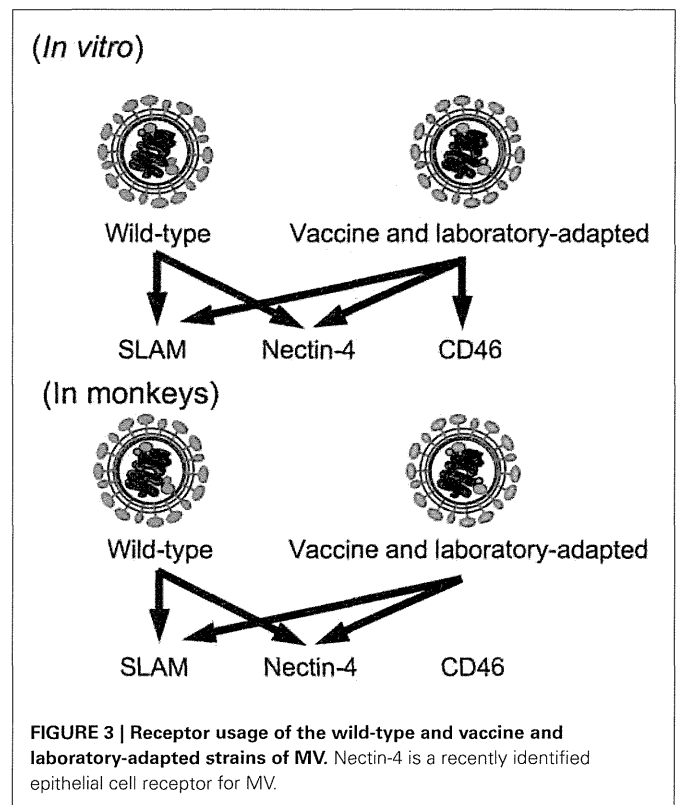 (In vitro)
Wild-type
Vaccine and laboratory-adapted
SLAM
Nectin-4
CD46
(In monkeys)
Wild-type
Vaccine and laboratory-adapted
SLAM
Nectin-4
CD46
FIGURE 3 | Receptor usage of the wild-type and vaccine and
laboratory-adapted strains of MV. Nectin-4 is a recently identified
epithelial cell receptor for MV.